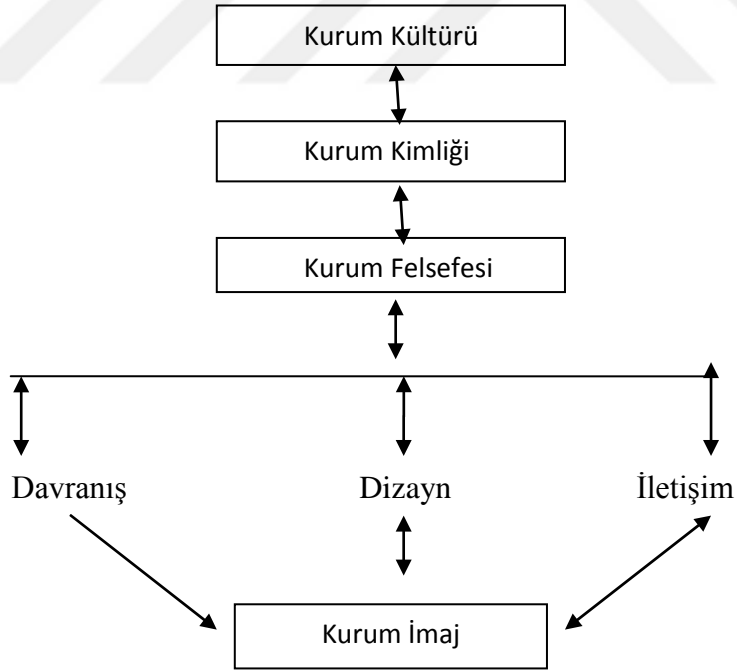 Kurum Kültürü
Kurum Kimliği
Kurum Felsefesi
Davranış Dizayn İletişim
Kurum İmaj